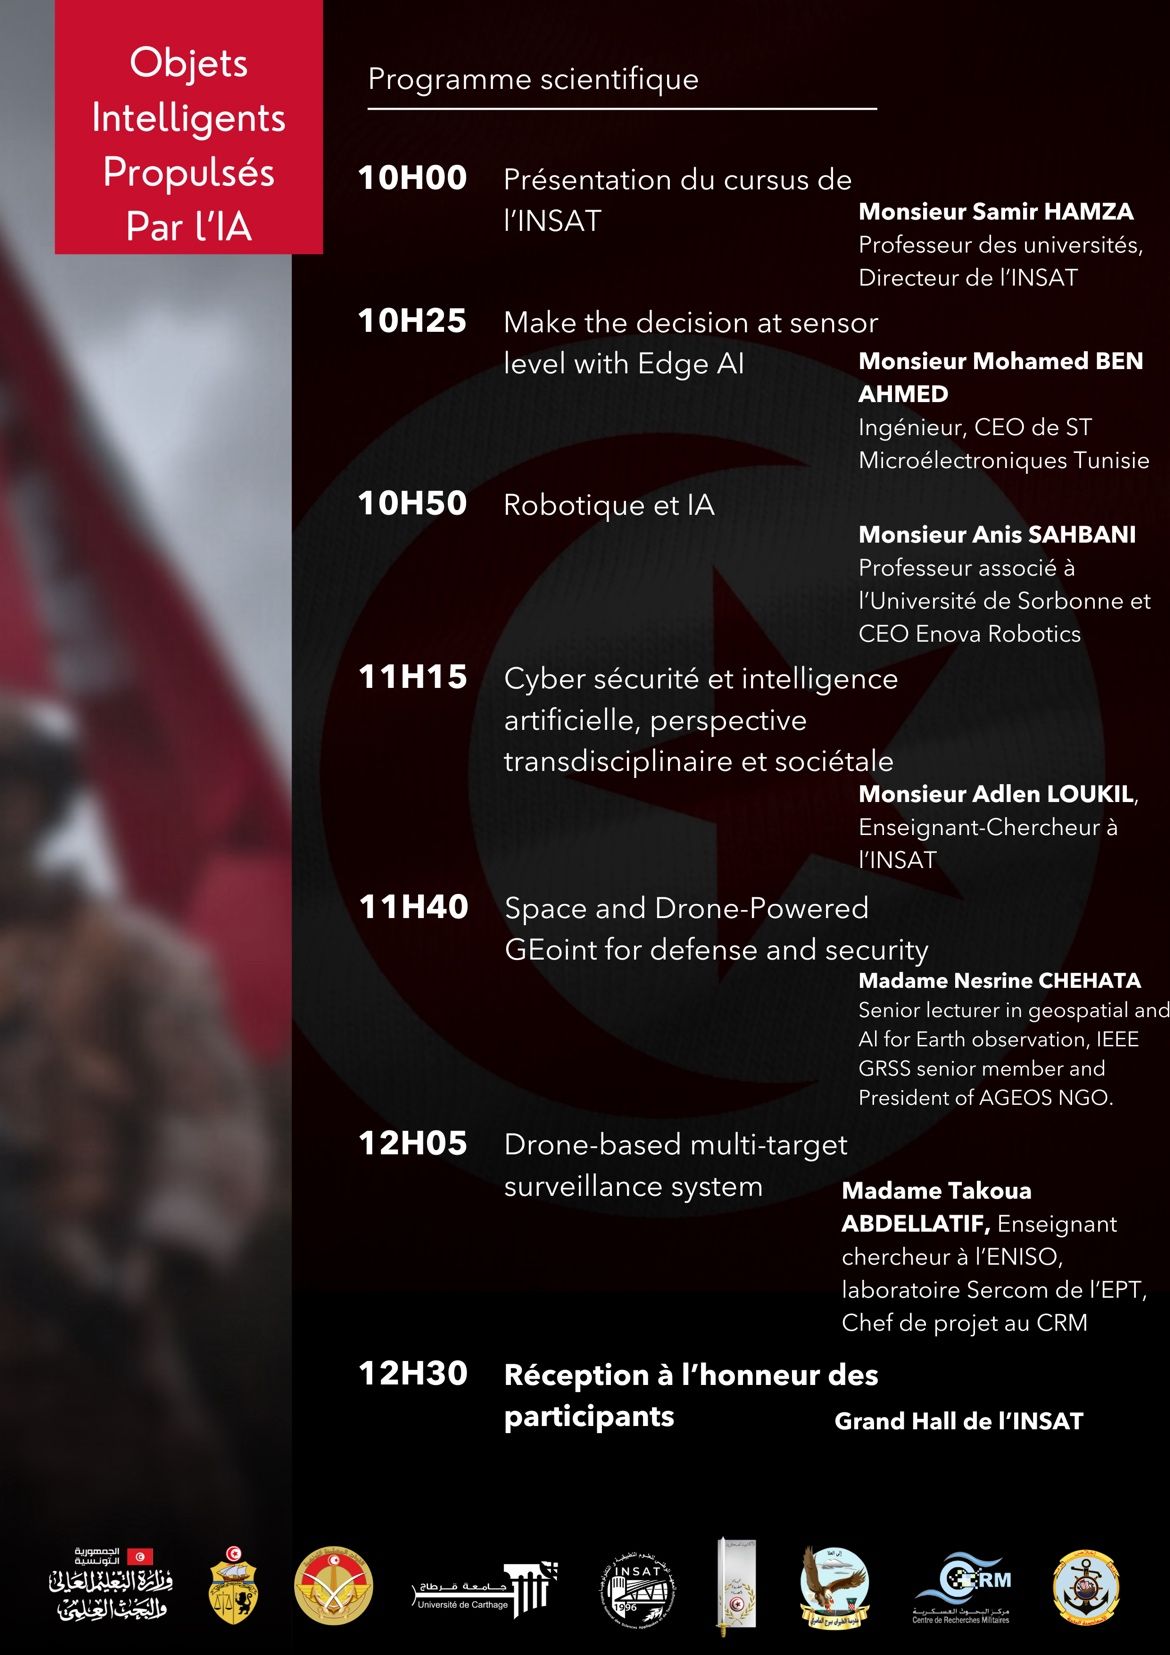 Objets
Intelligents
Propulsés
Par l’IA
Programme scientifique
10H00
Présentation du cursus de
l’INSAT
Monsieur Samir HAMZA
Professeur des universités,
Directeur de l’INSAT
10H25
Make the decision at sensor
level with Edge AI
Monsieur Mohamed BEN
AHMED
Ingénieur, CEO de ST
Microélectroniques Tunisie
10H50
Robotique et IA
Monsieur Anis SAHBANI
Professeur associé à
l’Université de Sorbonne et
CEO Enova Robotics
11H15
Cyber sécurité et intelligence
artificielle, perspective
transdisciplinaire et sociétale
Monsieur Adlen LOUKIL,
Enseignant-Chercheur à
l’INSAT
11H40
Space and Drone-Powered
GEoint for defense and security
Madame Nesrine CHEHATA
Senior lecturer in geospatial and
AI for Earth observation, IEEE
GRSS senior member and
President of AGEOS NGO.
12H05
Drone-based multi-target
surveillance system
Madame Takoua
ABDELLATIF, Enseignant
chercheur à l’ENISO,
laboratoire Sercom de l’EPT,
Chef de projet au CRM
12H30
Réception à l’honneur des
participants
Grand Hall de l’INSAT
الجمهورية
التونسية
وزارة التعليم العالي
والبحث العلمي
جامعة قرطاج
Université de Carthage
INSAT
1996
إلى العلا
CRM
مركز البحوث العسكرية
Centre de Recherches Militaires